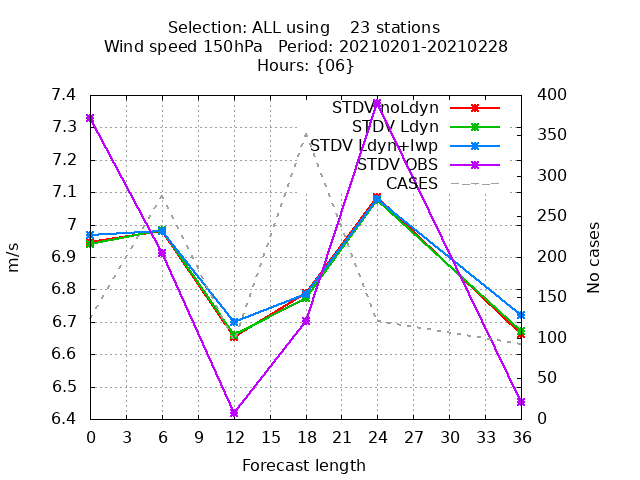 Selection: ALL using    23 stations
Wind speed 150hPa   Period: 20210201-20210228
Hours: {06}
STDV noLdyn
STDV Ldyn
STDV Ldyn+lwp
STDV OBS
CASES
7.4
7.3
7.2
7.1
7
6.9
6.8
6.7
6.6
6.5
6.4
m/s
400
350
300
250
200
150
100
50
0
No cases
0 3 6 9 12 15 18 21 24 27 30 33 36
Forecast length